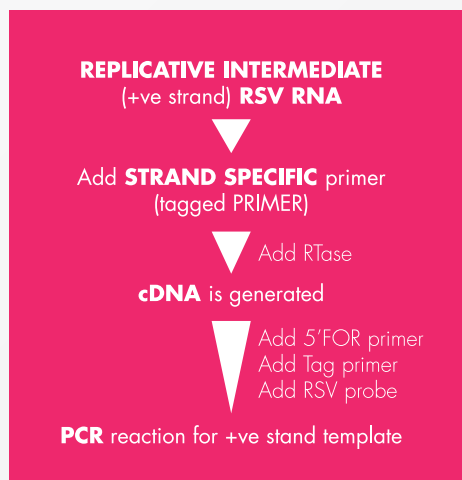 REPLICATIVE INTERMEDIATE
(+ve strand) RSV RNA
Add STRAND SPECIFIC primer
(tagged PRIMER)
Add RTase
cDNA is generated
Add 5'FOR primer
Add Tag primer
Add RSV probe
PCR reaction for +ve stand template